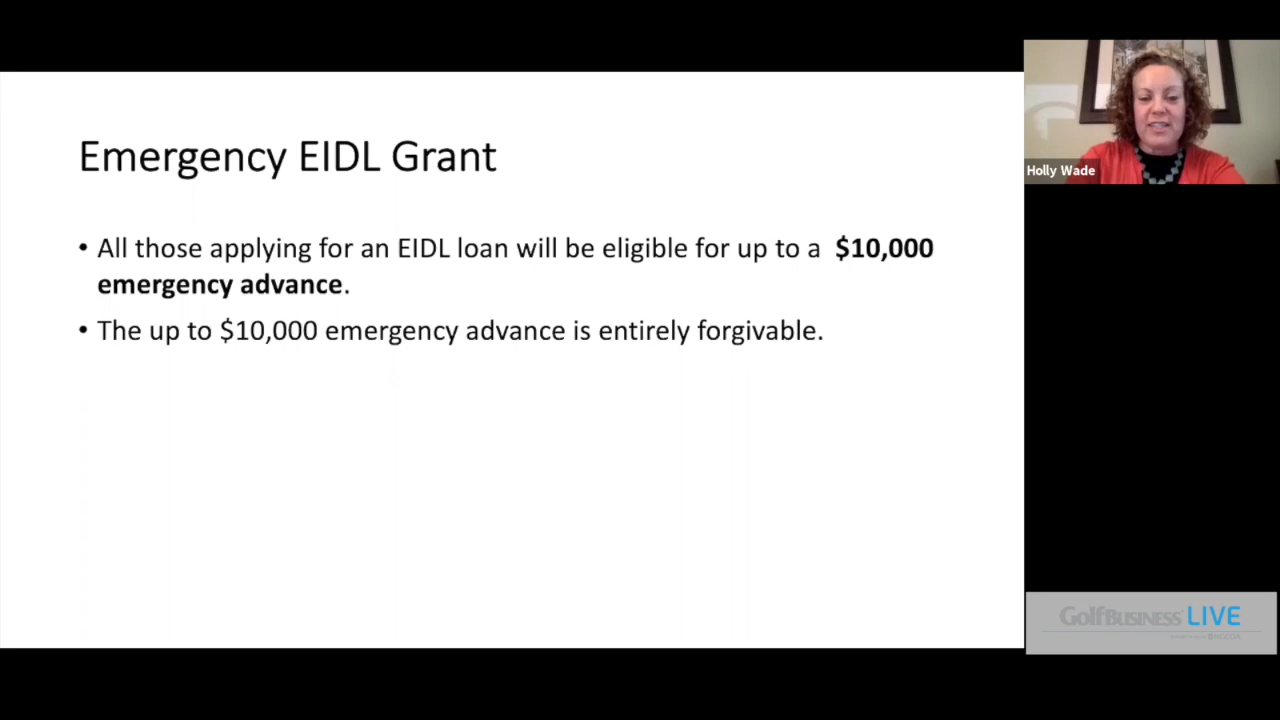 Emergency EIDL Grant
• All those applying for an EIDL loan will be eligible for up to a $10,000
emergency advance.
• The up to $10,000 emergency advance is entirely forgivable.
Holly Wade
GolfBusiness LIVE